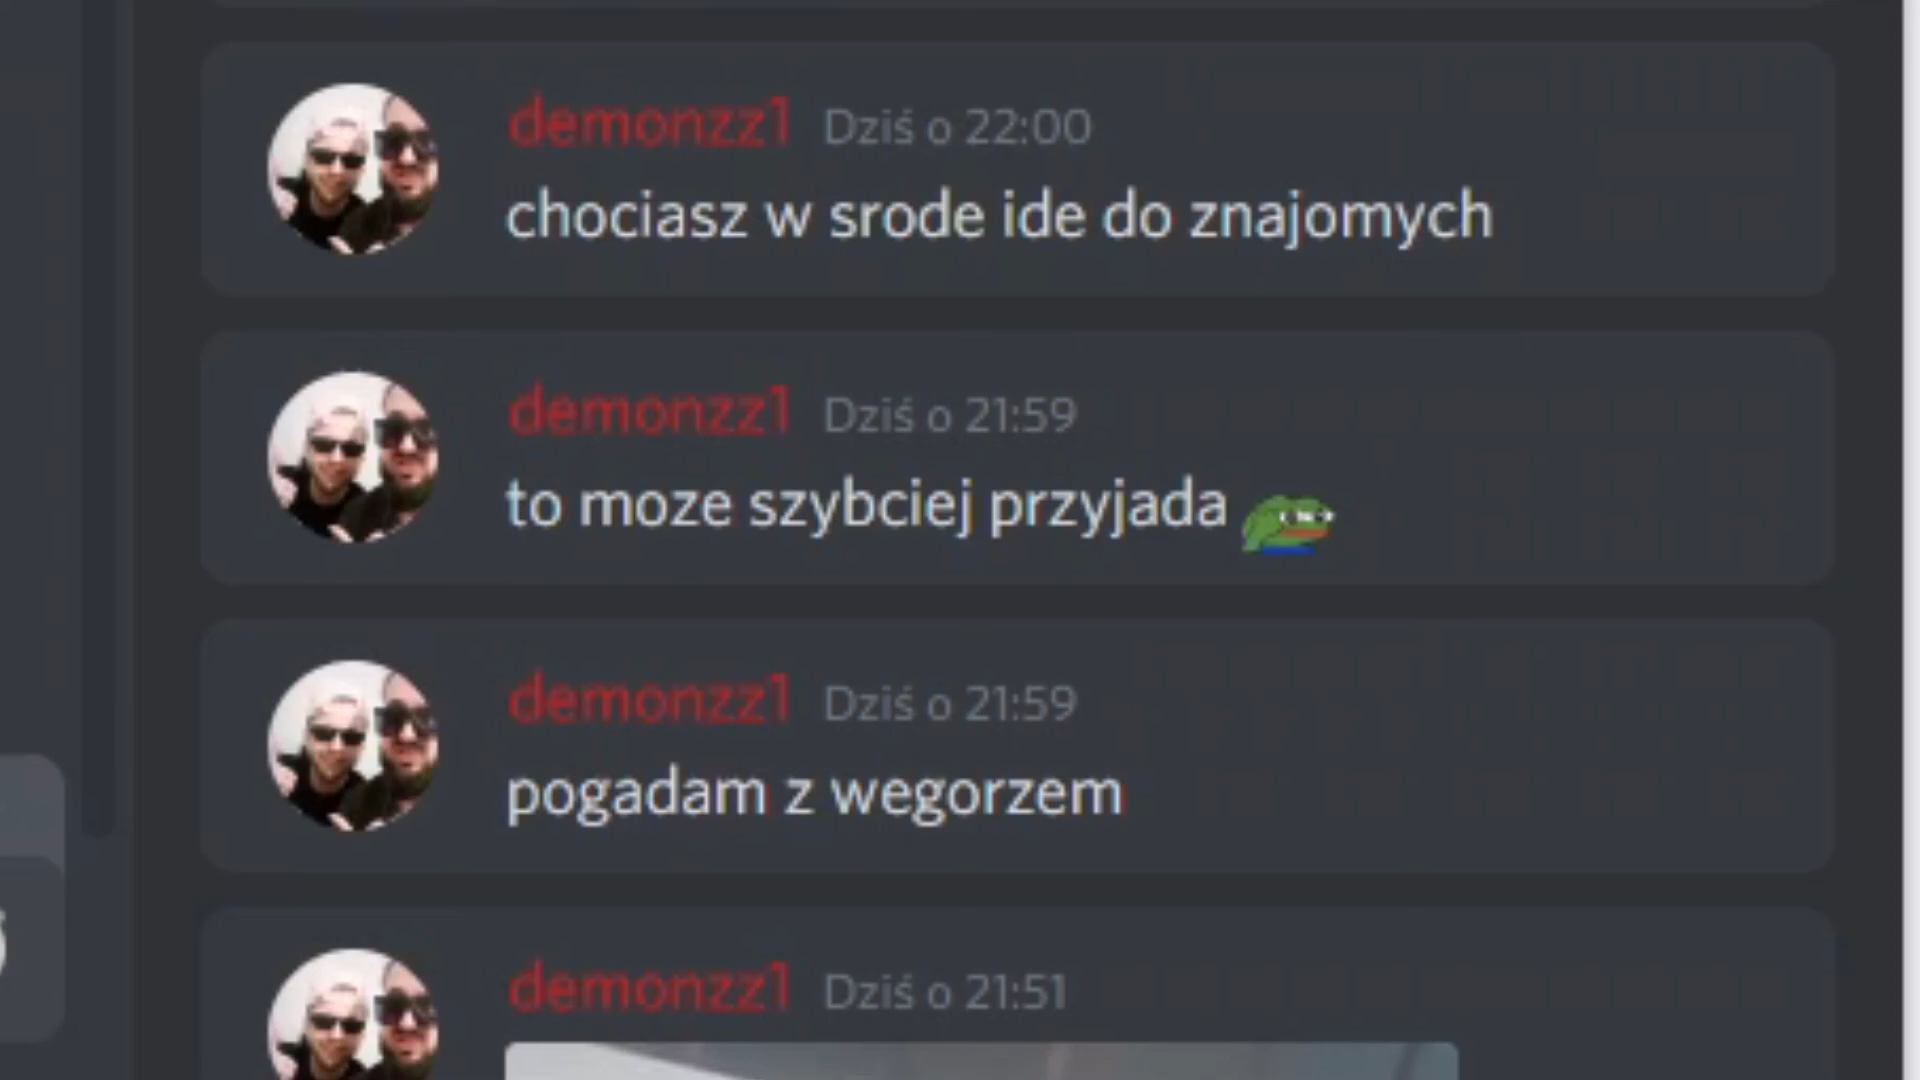 demonzz1 Dziś o 22:00
chociasz w srode ide do znajomych
demonzz1 Dziś o 21:59
to moze szybciej przyjada
demonzz1 Dziś o 21:59
pogadam z wegorzem
demonzz1 Dziś o 21:51